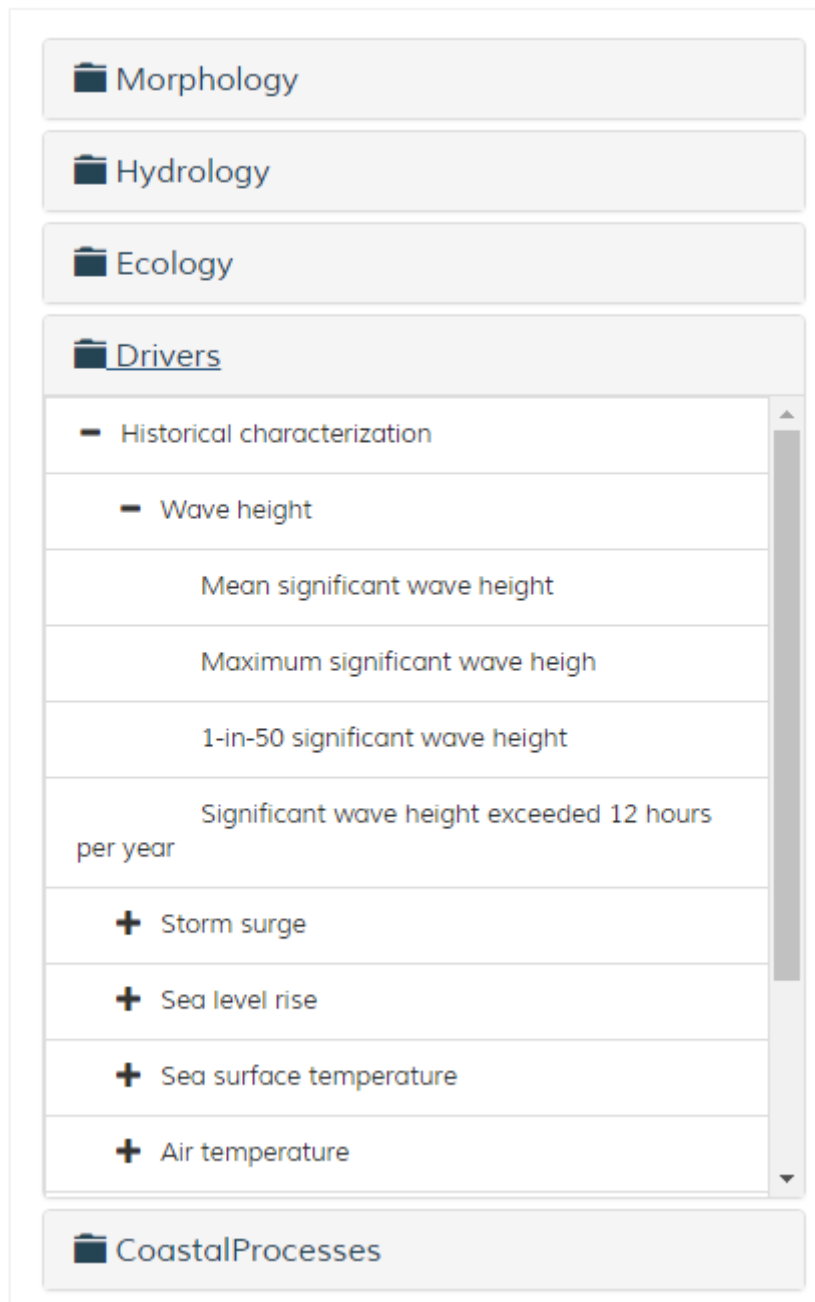 Morphology
Hydrology
Ecology
Drivers
Historical characterization
Wave height
Mean significant wave height
Maximum significant wave heigh
1-in-50 significant wave height
Significant wave height exceeded 12 hours
per year
Storm surge
Sea level rise
Sea surface temperature
Air temperature
CoastalProcesses